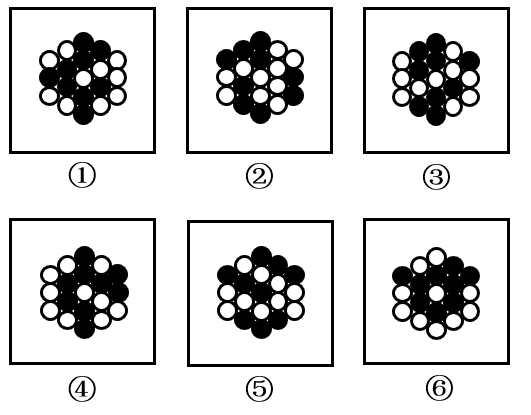 ① ② ③
④ ⑤ ⑥